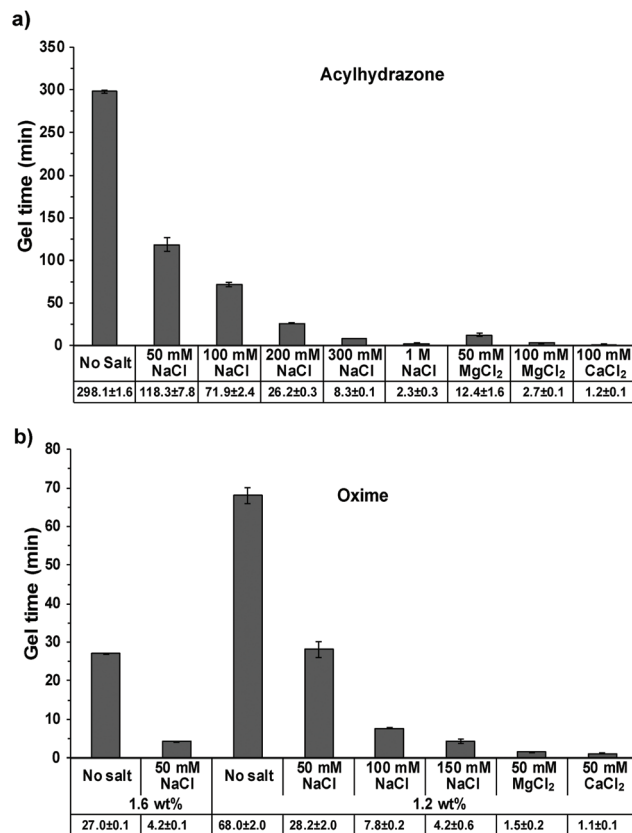 a)
Acylhydrazone
Gel time (min)
350
300
250
200
150
100
50
0
No Salt 50 mM NaCl 100 mM NaCl 200 mM NaCl 300 mM NaCl 1 M NaCl 50 mM MgCl₂ 100 mM MgCl₂ 100 mM CaCl₂
298.1±1.6 118.3±7.8 71.9±2.4 26.2±0.3 8.3±0.1 2.3±0.3 12.4±1.6 2.7±0.1 1.2±0.1
b)
Oxime
Gel time (min)
80
70
60
50
40
30
20
10
0
No salt 50 mM NaCl No salt 50 mM NaCl 100 mM NaCl 150 mM NaCl 50 mM MgCl₂ 50 mM CaCl₂
1.6 wt% 1.2 wt%
27.0±0.1 4.2±0.1 68.0±2.0 28.2±2.0 7.8±0.2 4.2±0.6 1.5±0.2 1.1±0.1